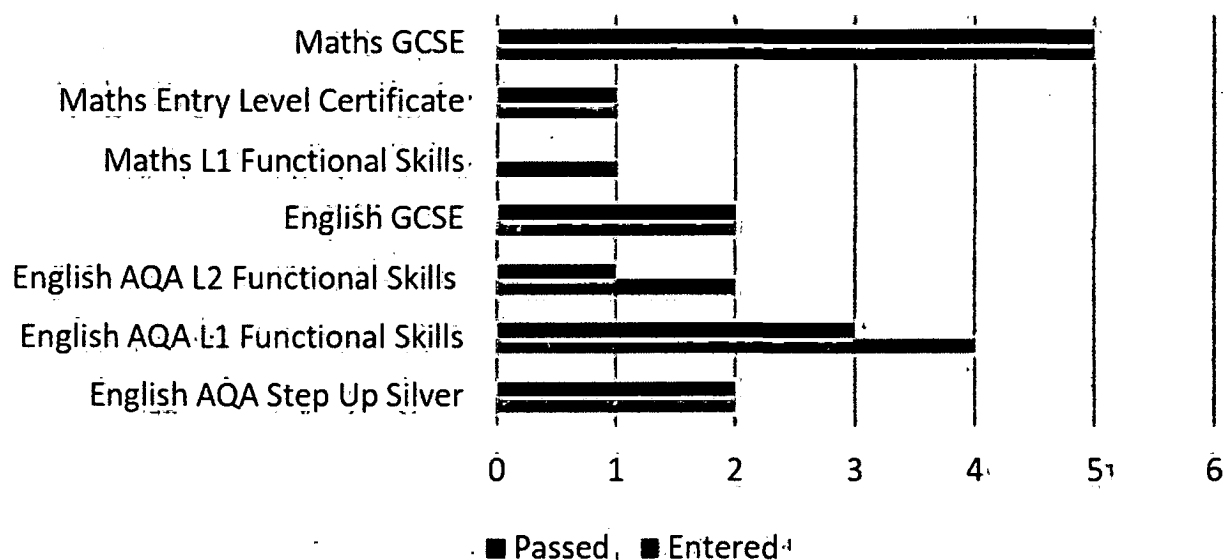 Maths GCSE
Maths Entry Level Certificate
Maths L1 Functional Skills
English GCSE
English AQA L2 Functional Skills
English AQA L1 Functional Skills
English AQA Step Up Silver
0 1 2 3 4 5 6
Passed Entered